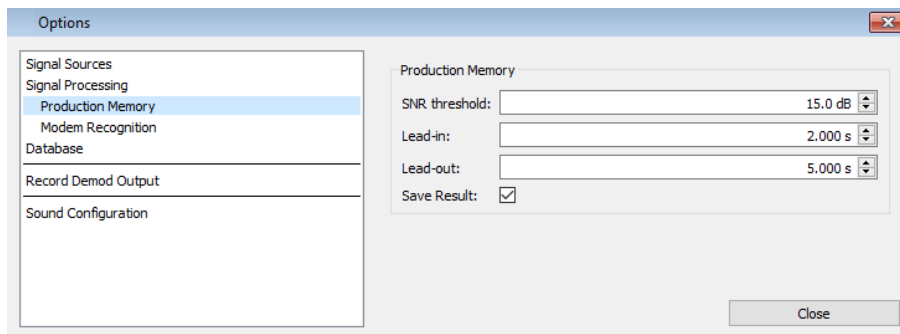 Options
Signal Sources
Signal Processing
Production Memory
Modem Recognition
Database
Record Demod Output
Sound Configuration
Production Memory
SNR threshold: 15.0 dB
Lead-in: 2.000 s
Lead-out: 5.000 s
Save Result:
Close